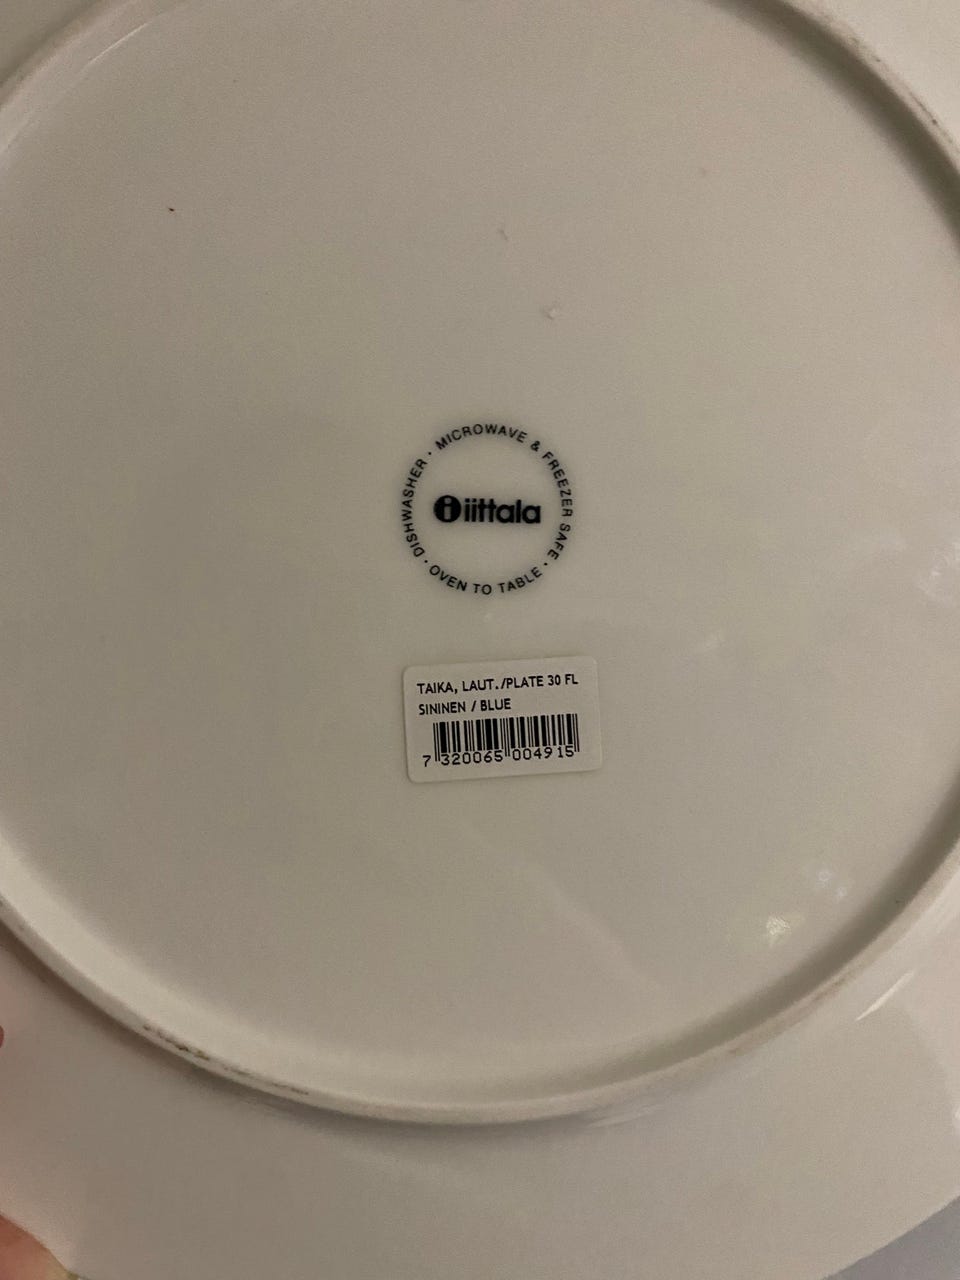 DISHWASHER · MICROWAVE & FREEZER SAFE · OVEN TO TABLE ·
iittala
TAIKA, LAUT./PLATE 30 FL
SININEN / BLUE
7 320065 004915